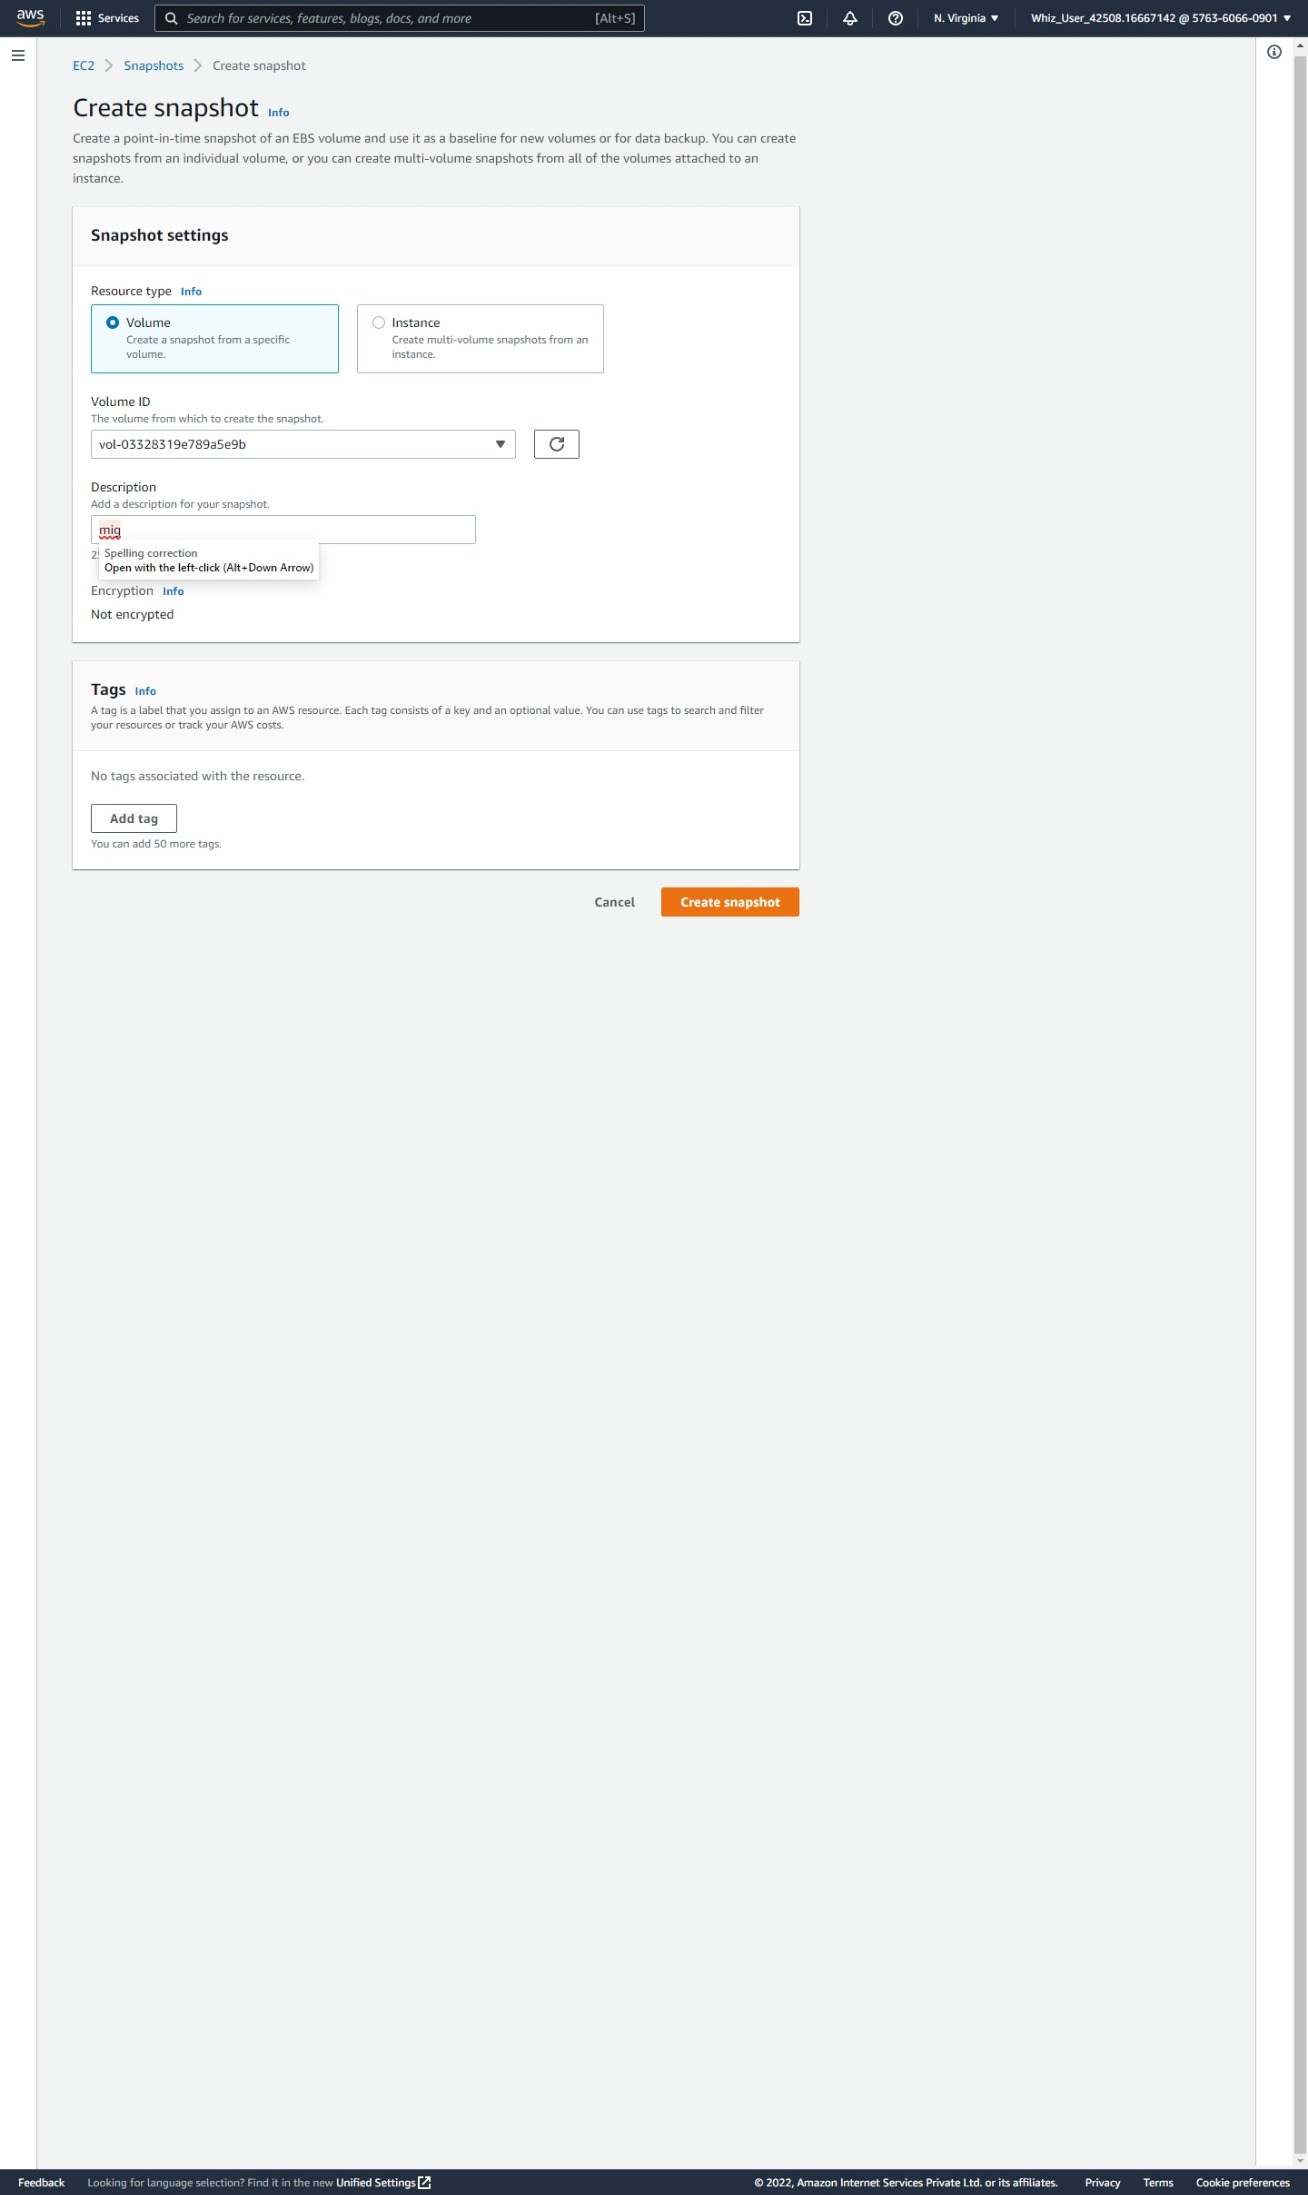 aws
Services
Search for services, features, blogs, docs, and more
[Alt+S]
N. Virginia
Whiz_User_42508.16667142 @ 5763-6066-0901
EC2 > Snapshots > Create snapshot
Create snapshot Info
Create a point-in-time snapshot of an EBS volume and use it as a baseline for new volumes or for data backup. You can create
snapshots from an individual volume, or you can create multi-volume snapshots from all of the volumes attached to an
instance.
Snapshot settings
Resource type Info
Volume
Create a snapshot from a specific
volume.
Instance
Create multi-volume snapshots from an
instance.
Volume ID
The volume from which to create the snapshot.
vol-03328319e789a5e9b
Description
Add a description for your snapshot.
mig
Spelling correction
Open with the left-click (Alt+Down Arrow)
Encryption Info
Not encrypted
Tags Info
A tag is a label that you assign to an AWS resource. Each tag consists of a key and an optional value. You can use tags to search and filter
your resources or track your AWS costs.
No tags associated with the resource.
Add tag
You can add 50 more tags.
Cancel
Create snapshot
Feedback
Looking for language selection? Find it in the new Unified Settings
© 2022, Amazon Internet Services Private Ltd. or its affiliates.
Privacy
Terms
Cookie preferences